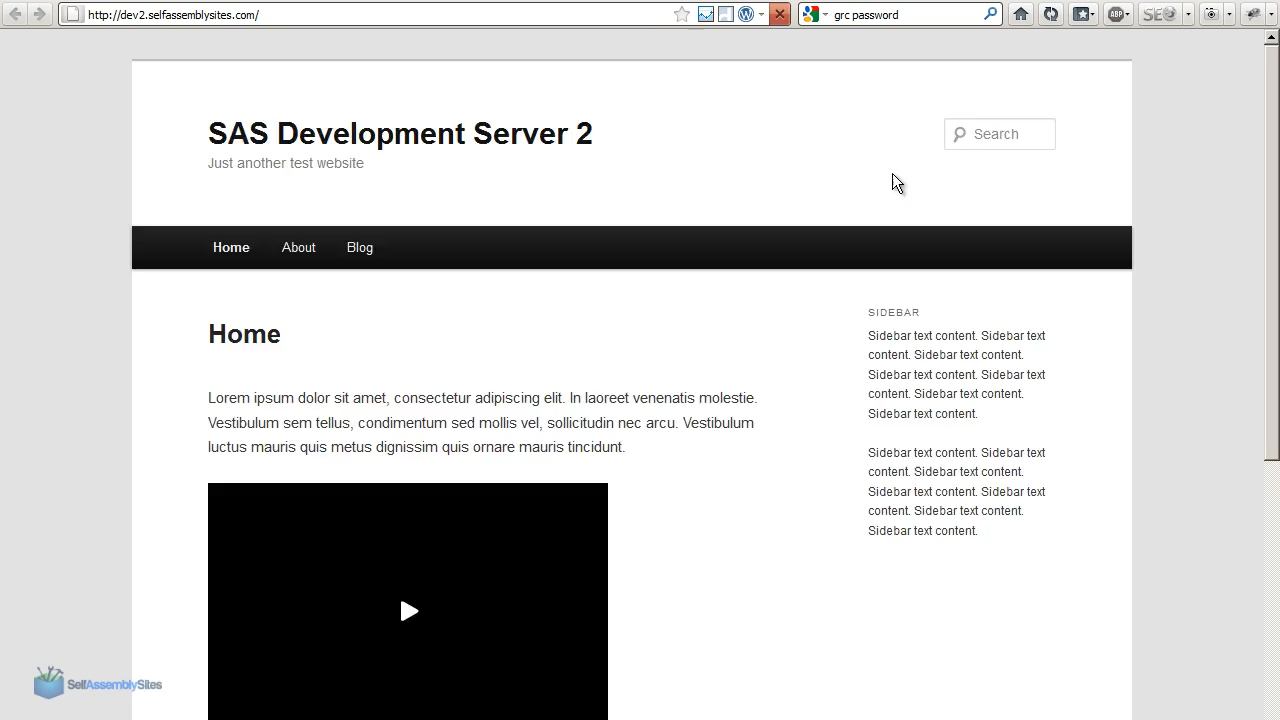 http://dev2.selfassemblysites.com/
grc password
ABP
SEO
SAS Development Server 2
Just another test website
Search
Home About Blog
Home
Lorem ipsum dolor sit amet, consectetur adipiscing elit. In laoreet venenatis molestie.
Vestibulum sem tellus, condimentum sed mollis vel, sollicitudin nec arcu. Vestibulum
luctus mauris quis metus dignissim quis ornare mauris tincidunt.
SIDEBAR
Sidebar text content. Sidebar text
content. Sidebar text content.
Sidebar text content. Sidebar text
content. Sidebar text content.
Sidebar text content.
Sidebar text content. Sidebar text
content. Sidebar text content.
Sidebar text content. Sidebar text
content. Sidebar text content.
Sidebar text content.
SelfAssemblySites